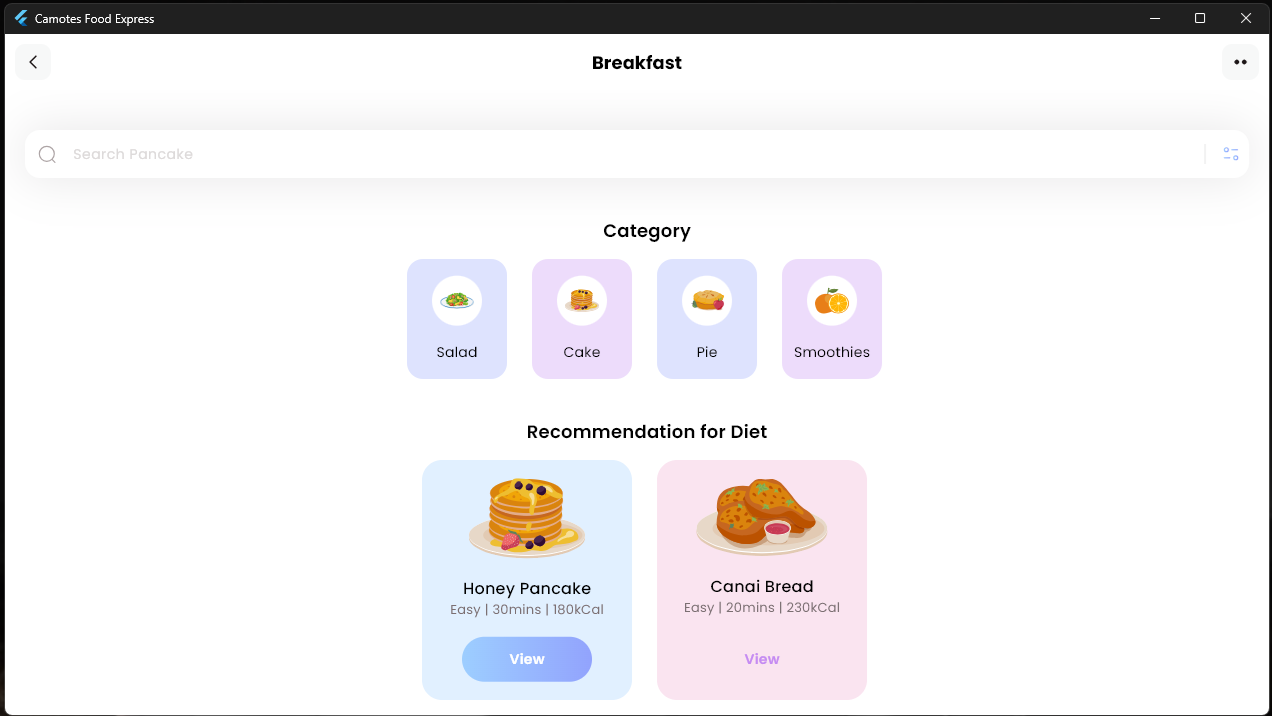 Camotes Food Express
Breakfast
Search Pancake
Category
Salad
Cake
Pie
Smoothies
Recommendation for Diet
Honey Pancake
Easy | 30mins | 180kCal
View
Canai Bread
Easy | 20mins | 230kCal
View